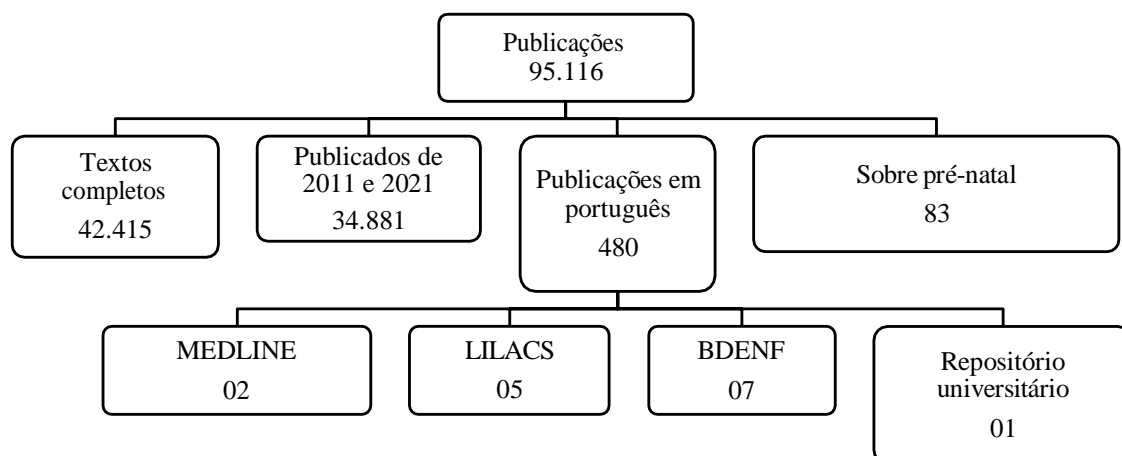 Publicações
95.116
Textos
completos
42.415
Publicados de
2011 e 2021
34.881
Publicações em
português
480
Sobre pré-natal
83
MEDLINE
02
LILACS
05
BDENF
07
Repositório
universitário
01